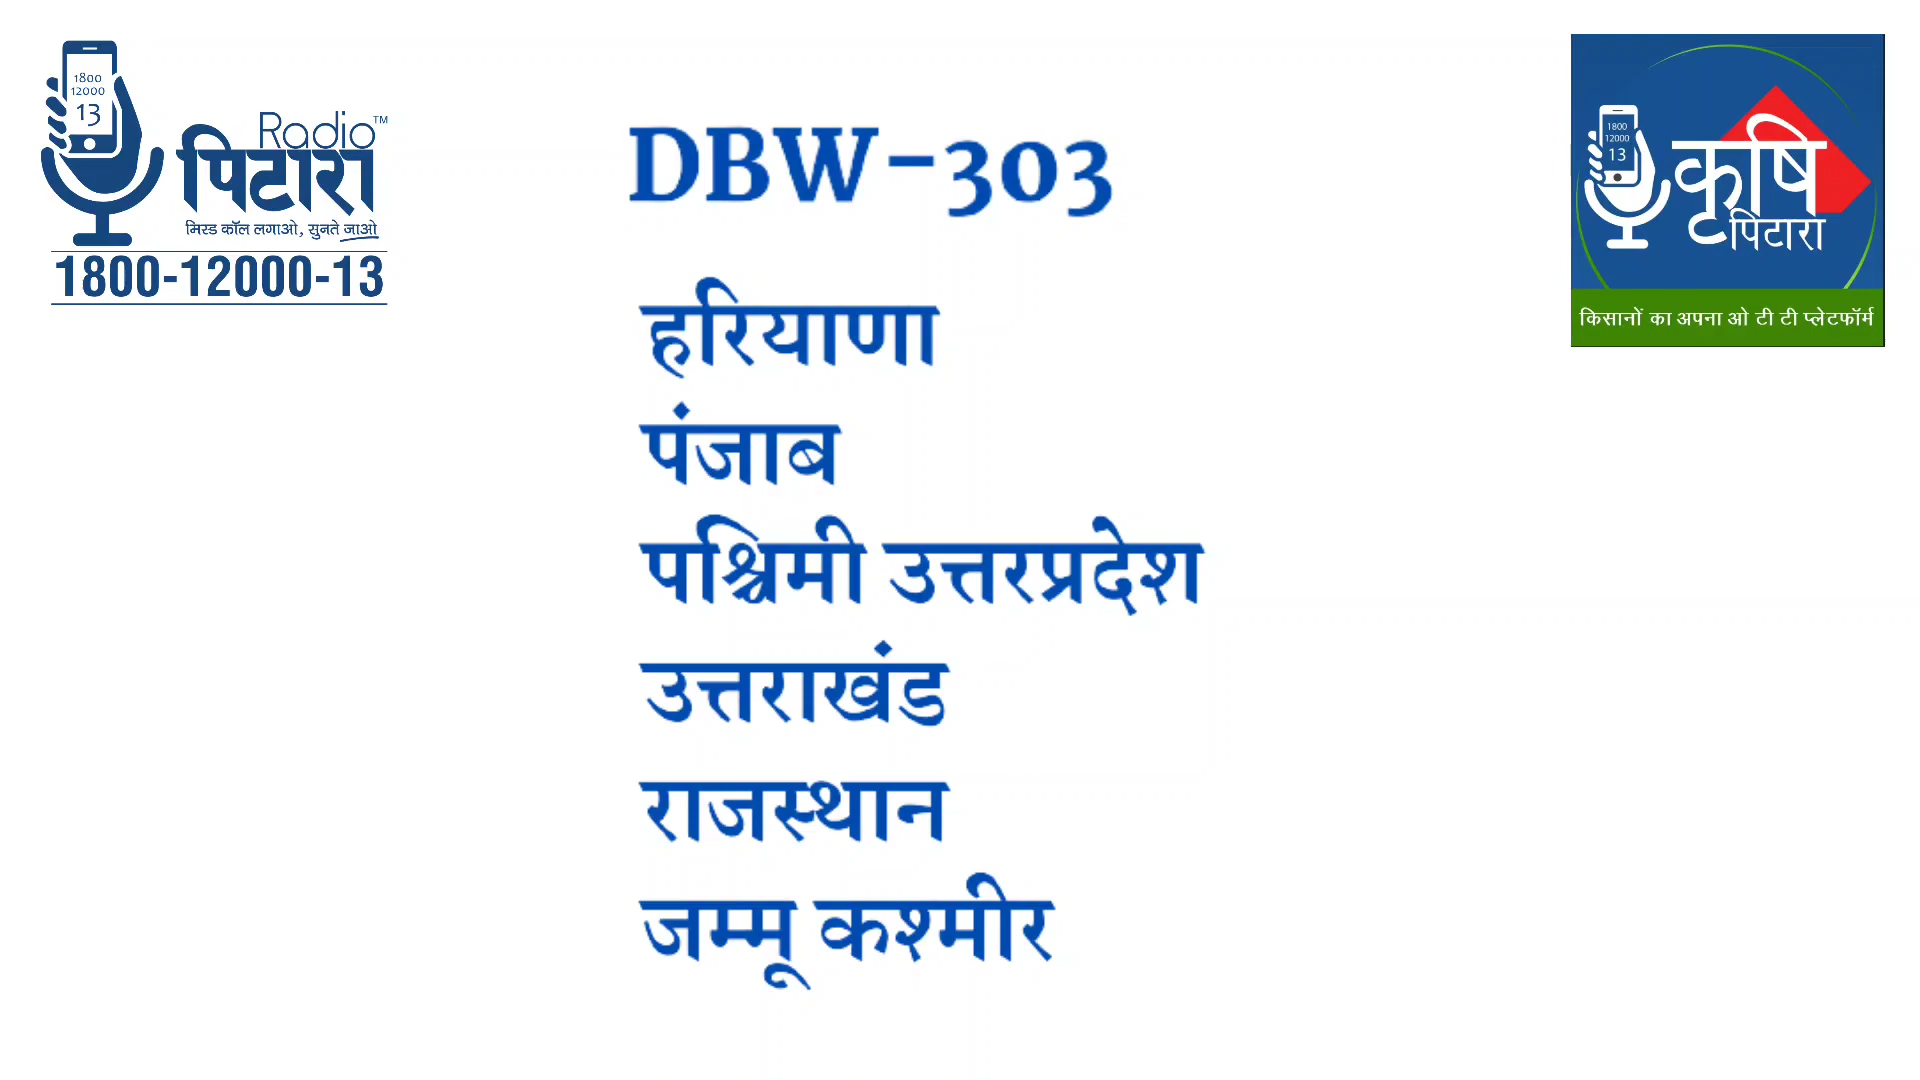 1800
12000
13
Radio™
पिटारा
मिस्ड कॉल लगाओ, सुनते जाओ
1800-12000-13
DBW-303
हरियाणा
पंजाब
पश्चिमी उत्तरप्रदेश
उत्तराखंड
राजस्थान
जम्मू कश्मीर
1800
12000
13
कृषि
पिटारा
किसानों का अपना ओ टी टी प्लेटफॉर्म